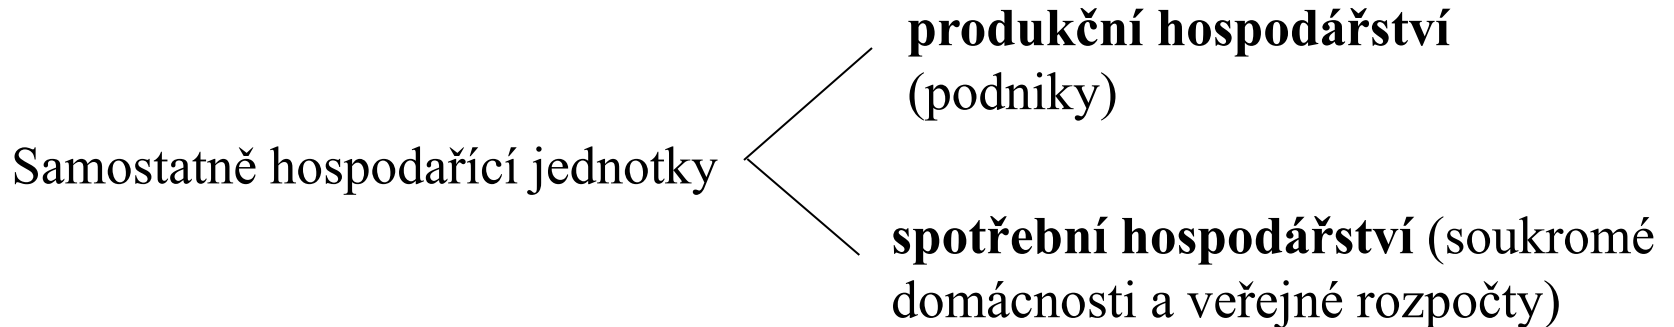 produkční hospodářství
(podniky)
Samostatně hospodařící jednotky
spotřební hospodářství (soukromé
domácnosti a veřejné rozpočty)